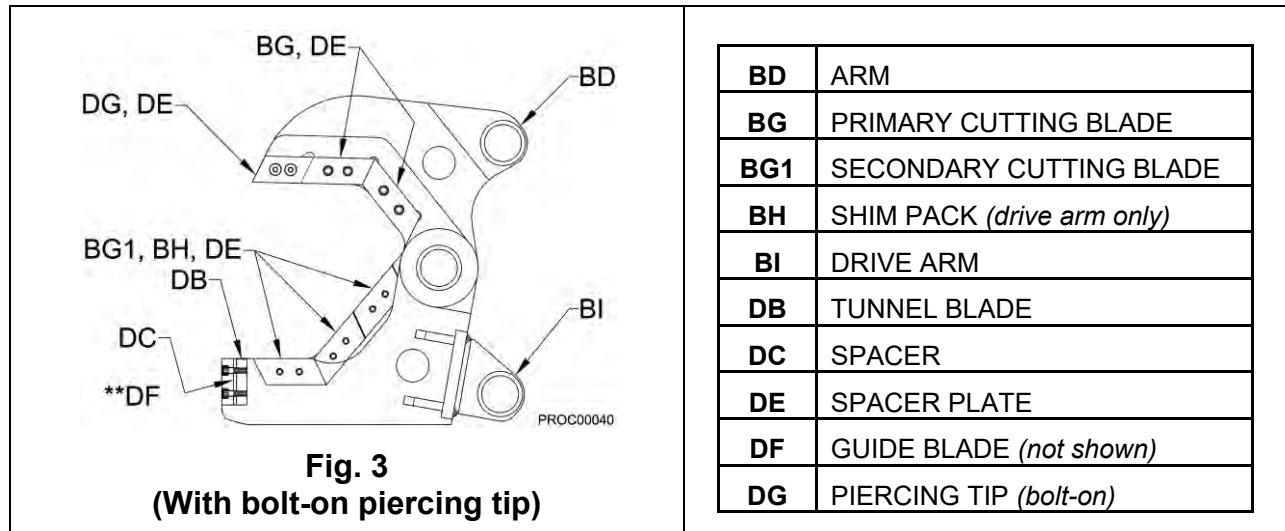 BG, DE
BD
DG, DE
BG1, BH, DE
DB
BI
DC
**DF
PROC00040
Fig. 3
(With bolt-on piercing tip)
BD ARM
BG PRIMARY CUTTING BLADE
BG1 SECONDARY CUTTING BLADE
BH SHIM PACK (drive arm only)
BI DRIVE ARM
DB TUNNEL BLADE
DC SPACER
DE SPACER PLATE
DF GUIDE BLADE (not shown)
DG PIERCING TIP (bolt-on)